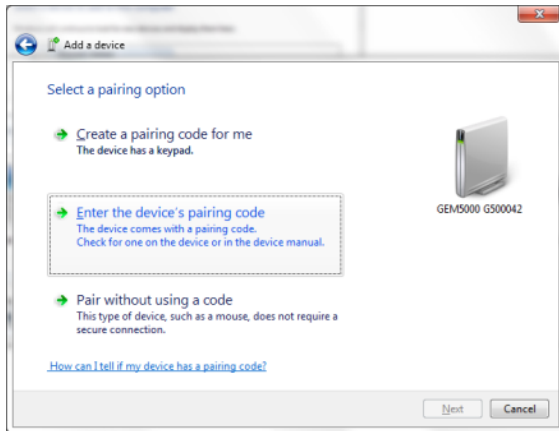 Add a device
Select a pairing option
Create a pairing code for me
The device has a keypad.
Enter the device's pairing code
The device comes with a pairing code.
Check for one on the device or in the device manual.
GEM5000 G500042
Pair without using a code
This type of device, such as a mouse, does not require a
secure connection.
How can I tell if my device has a pairing code?
Next
Cancel